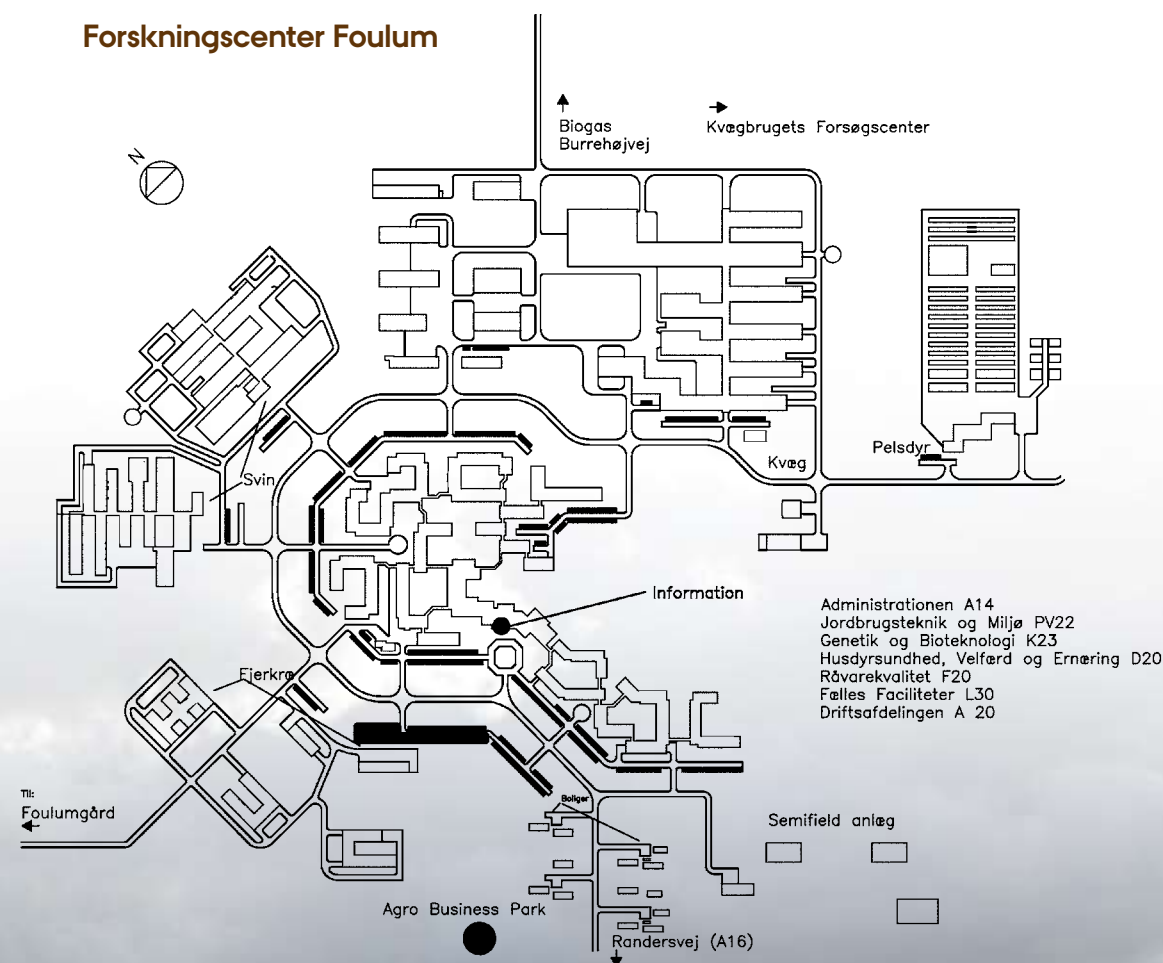 Forskningscenter Foulum
Biogas
Burrehøjvej
Kvægbrugets Forsøgscenter
N
Pelsdyr
Kvæg
Svin
Information
Administrationen A14
Jordbrugsteknik og Miljø PV22
Genetik og Bioteknologi K23
Husdyrsundhed, Velfærd og Ernæring D20
Råvarekvalitet F20
Fælles Faciliteter L30
Driftsafdelingen A 20
Fjerkræ
Til:
Foulumgård
Boliger
Semifield anlæg
Agro Business Park
Randersvej (A16)